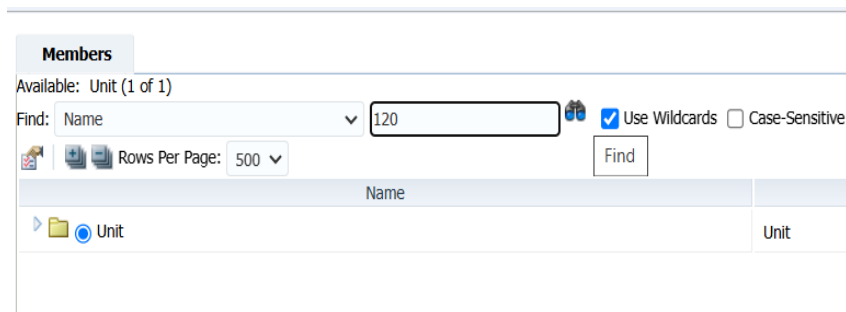 Members
Available: Unit (1 of 1)
Find: Name 120 Use Wildcards Case-Sensitive
Rows Per Page: 500 Find
Name
Unit Unit